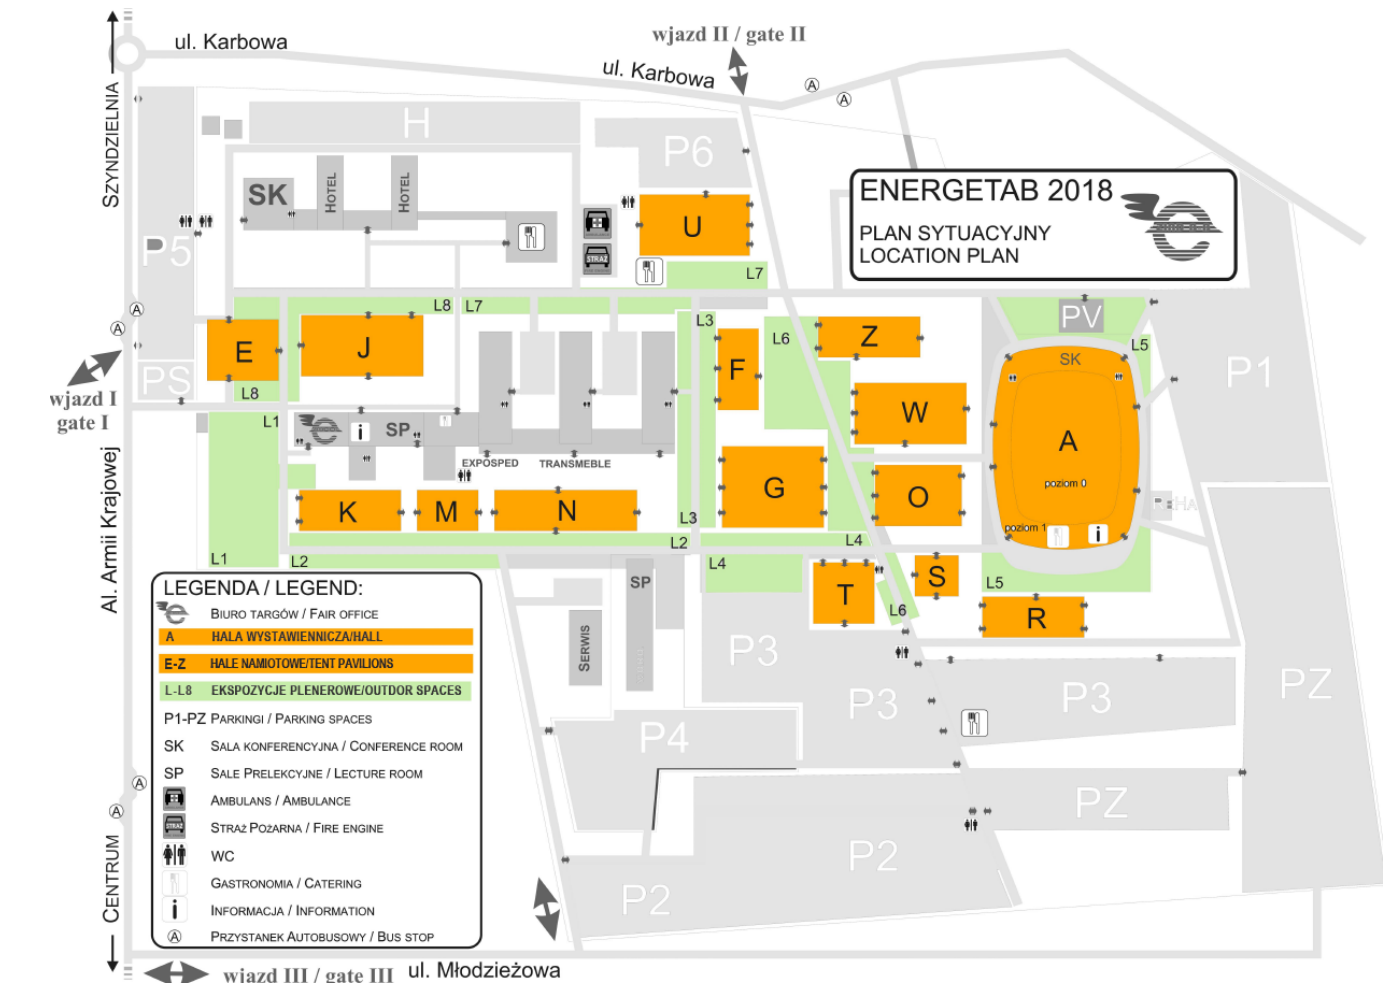 ul. Karbowa
wjazd II / gate II
ul. Karbowa
A
A
SZYNDZIELNIA
H
P6
SK
HOTEL
HOTEL
U
STRAŻ
ENERGETAB 2018
PLAN SYTUACYJNY
LOCATION PLAN
P5
L7
L8
L7
A
A
E
J
L3
L6
F
Z
PV
L5
SK
P1
PS
wjazd I
gate I
L8
L1
i
SP
W
A
EXPOSPED
TRANSMEBLE
G
O
poziom 0
K
M
N
L3
poziom 1
i
Al. Armii Krajowej
L1
L2
L2
L4
L4
T
S
L5
L6
R
SP
SERWIS
P3
P3
P3
PZ
P4
PZ
P2
P2
LEGENDA / LEGEND:
BIURO TARGÓW / FAIR OFFICE
A HALA WYSTAWIENNICZA/HALL
E-Z HALE NAMIOTOWE/TENT PAVILIONS
L-L8 EKSPOZYCJE PLENEROWE/OUTDOR SPACES
P1-PZ PARKINGI / PARKING SPACES
SK SALA KONFERENCYJNA / CONFERENCE ROOM
SP SALE PRELEKCYJNE / LECTURE ROOM
AMBULANS / AMBULANCE
STRAŻ STRAŻ POŻARNA / FIRE ENGINE
WC
GASTRONOMIA / CATERING
i INFORMACJA / INFORMATION
A PRZYSTANEK AUTOBUSOWY / BUS STOP
A
A
CENTRUM
wjazd III / gate III
ul. Młodzieżowa